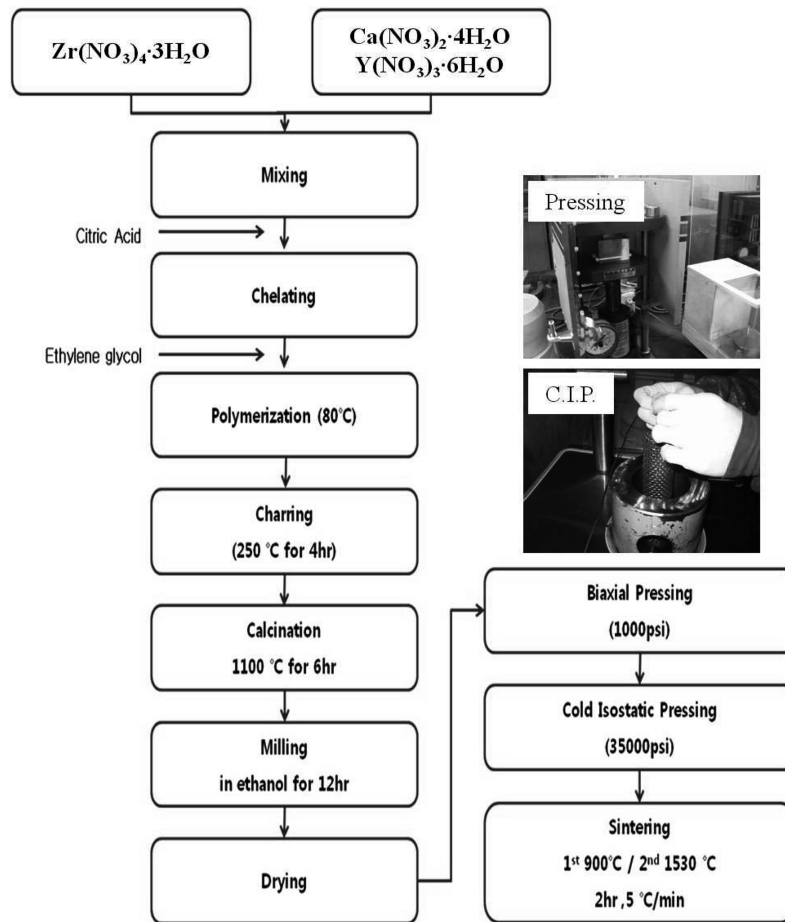 Zr(NO₃)₄·3H₂O
Ca(NO₃)₂·4H₂O
Y(NO₃)₃·6H₂O
Mixing
Citric Acid
Chelating
Ethylene glycol
Polymerization (80℃)
Charring
(250 ℃ for 4hr)
Calcination
1100 ℃ for 6hr
Milling
in ethanol for 12hr
Drying
Pressing
C.I.P.
Biaxial Pressing
(1000psi)
Cold Isostatic Pressing
(35000psi)
Sintering
1ˢᵗ 900℃ / 2ⁿᵈ 1530 ℃
2hr ,5 ℃/min